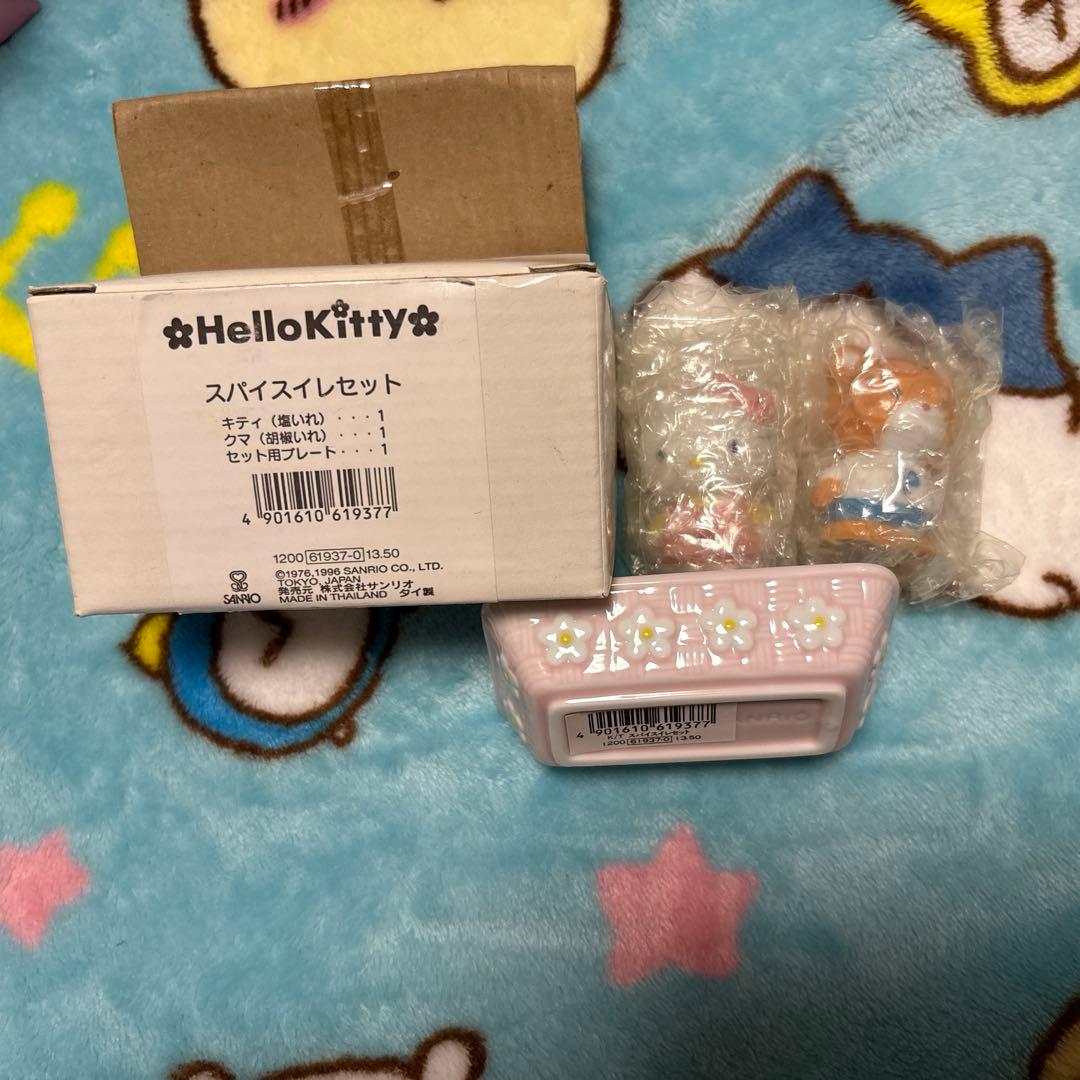 HelloKitty
スパイスイレセット
キティ（塩いれ）・・・1
クマ（胡椒いれ）・・・1
セット用プレート・・・1
4 901610 619377
1200 61937-0 13.50
©1976,1996 SANRIO CO., LTD.
TOKYO, JAPAN
発売元 株式会社サンリオ
MADE IN THAILAND タイ製
SANRIO
4 901610 619377
K/T スパイスイレセット
1200 61937-0 13.50
SANRIO